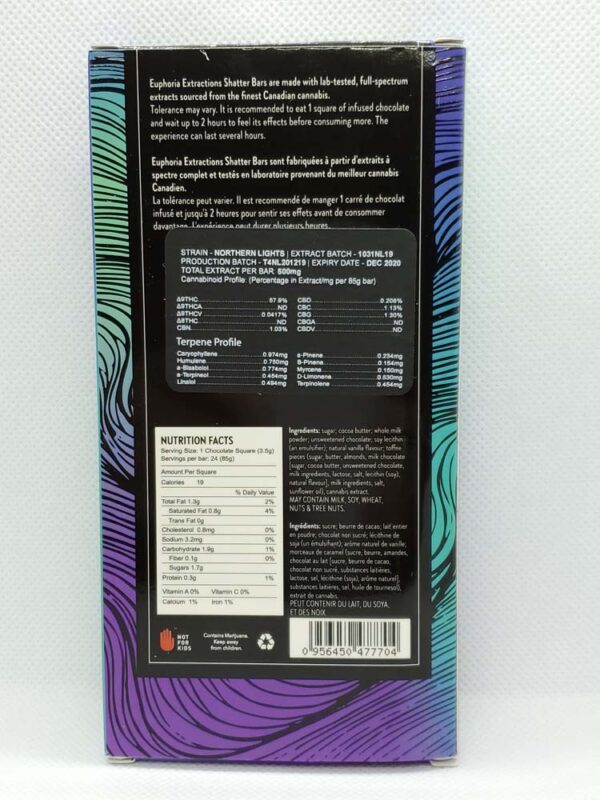 Euphoria Extractions Shatter Bars are made with lab-tested, full-spectrum
extracts sourced from the finest Canadian cannabis.
Tolerance may vary. It is recommended to eat 1 square of infused chocolate
and wait up to 2 hours to feel its effects before consuming more. The
experience can last several hours.
Euphoria Extractions Shatter Bars sont fabriquées à partir d'extraits à
spectre complet et testés en laboratoire provenant du meilleur cannabis
Canadien.
La tolérance peut varier. Il est recommandé de manger 1 carré de chocolat
infusé et jusqu'à 2 heures pour sentir ses effets avant de consommer
davantage. L'expérience peut durer plusieurs heures.
STRAIN - NORTHERN LIGHTS | EXTRACT BATCH - 1031NL19
PRODUCTION BATCH - T4NL201219 | EXPIRY DATE - DEC 2020
TOTAL EXTRACT PER BAR: 500mg
Cannabinoid Profile: (Percentage in Extract/mg per 85g bar)
Δ9THC 57.9% CBD 0.206%
Δ9THCA ND CBC 1.13%
Δ9THCV 0.0417% CBG 1.30%
Δ8THC ND CBGA ND
CBN 1.03% CBDV ND
Terpene Profile
Caryophyllene 0.974mg a-Pinene 0.234mg
Humulene 0.750mg B-Pinene 0.154mg
a-Bisabolol 0.774mg Myrcene 0.150mg
a-Terpineol 0.454mg D-Limonene 0.530mg
Linalol 0.494mg Terpinolene 0.454mg
NUTRITION FACTS
Serving Size: 1 Chocolate Square (3.5g)
Servings per bar: 24 (85g)
Amount Per Square
Calories 19
% Daily Value
Total Fat 1.3g 2%
Saturated Fat 0.8g 4%
Trans Fat 0g
Cholesterol 0.8mg 0%
Sodium 3.2mg 0%
Carbohydrate 1.9g 1%
Fiber 0.1g 0%
Sugars 1.7g
Protein 0.3g 1%
Vitamin A 0% Vitamin C 0%
Calcium 1% Iron 1%
Ingredients: sugar; cocoa butter; whole milk
powder; unsweetened chocolate; soy lecithin
(an emulsifier); natural vanilla flavour; toffee
pieces (sugar, butter, almonds, milk chocolate
[sugar, cocoa butter, unsweetened chocolate,
milk ingredients, lactose, salt, lecithin (soy),
natural flavour], milk ingredients, salt,
sunflower oil), cannabis extract.
MAY CONTAIN MILK, SOY, WHEAT,
NUTS & TREE NUTS.
Ingrédients: sucre; beurre de cacao; lait entier
en poudre; chocolat non sucré; lécithine de
soja (un émulsifiant); arôme naturel de vanille;
morceaux de caramel (sucre, beurre, amandes,
chocolat au lait [sucre, beurre de cacao,
chocolat non sucré, substances laitières,
lactose, sel, lécithine (soja), arôme naturel],
substances laitières, sel, huile de tournesol),
extrait de cannabis.
PEUT CONTENIR DU LAIT, DU SOYA,
ET DES NOIX
NOT
FOR
KIDS
Contains Marijuana.
Keep away
from children.
0 956450 477704